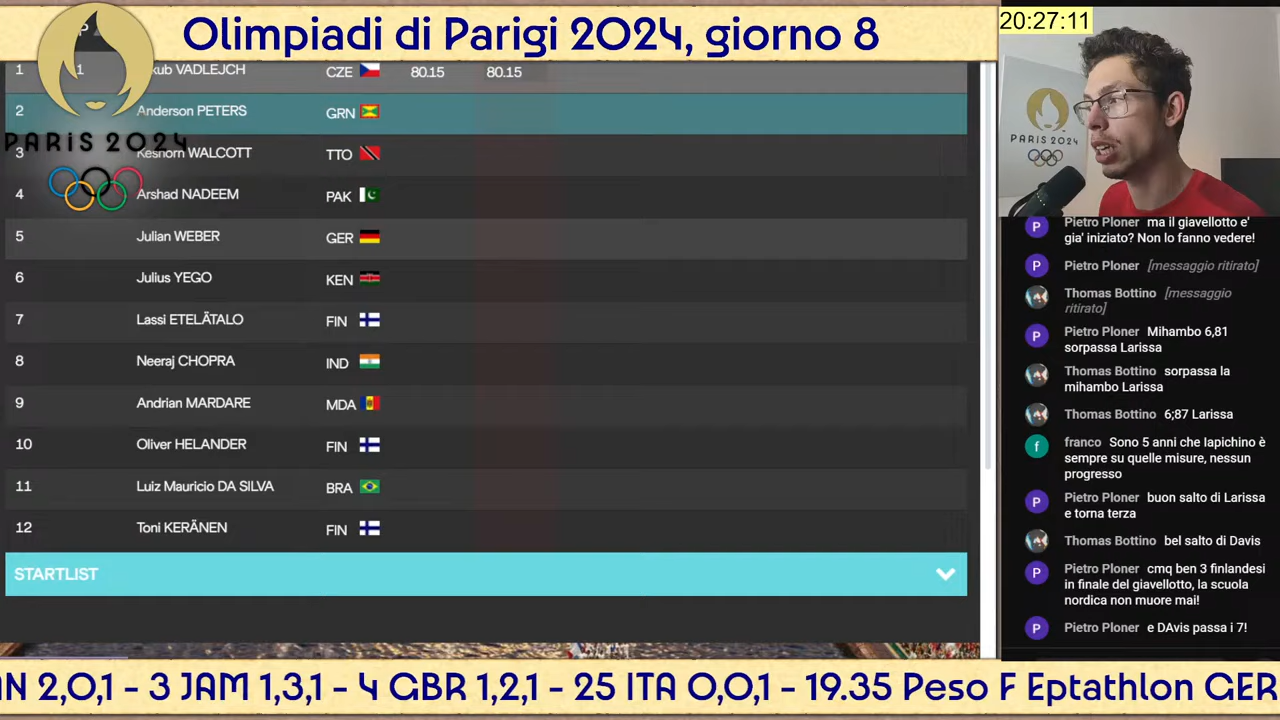 Olimpiadi di Parigi 2024, giorno 8
20:27:11
P
1 1 kub VADLEJCH CZE 80.15 80.15
2 Anderson PETERS GRN
3 Keshorn WALCOTT TTO
4 Arshad NADEEM PAK
5 Julian WEBER GER
6 Julius YEGO KEN
7 Lassi ETELÄTALO FIN
8 Neeraj CHOPRA IND
9 Andrian MARDARE MDA
10 Oliver HELANDER FIN
11 Luiz Mauricio DA SILVA BRA
12 Toni KERÄNEN FIN
STARTLIST
PARIS 2024
PARIS 2024
P Pietro Ploner ma il giavellotto e'
gia' iniziato? Non lo fanno vedere!
P Pietro Ploner [messaggio ritirato]
Thomas Bottino [messaggio
ritirato]
P Pietro Ploner Mihambo 6,81
sorpassa Larissa
Thomas Bottino sorpassa la
mihambo Larissa
Thomas Bottino 6;87 Larissa
f franco Sono 5 anni che Iapichino è
sempre su quelle misure, nessun
progresso
P Pietro Ploner buon salto di Larissa
e torna terza
Thomas Bottino bel salto di Davis
P Pietro Ploner cmq ben 3 finlandesi
in finale del giavellotto, la scuola
nordica non muore mai!
P Pietro Ploner e DAvis passa i 7!
AN 2,0,1 - 3 JAM 1,3,1 - 4 GBR 1,2,1 - 25 ITA 0,0,1 - 19.35 Peso F Eptathlon GER